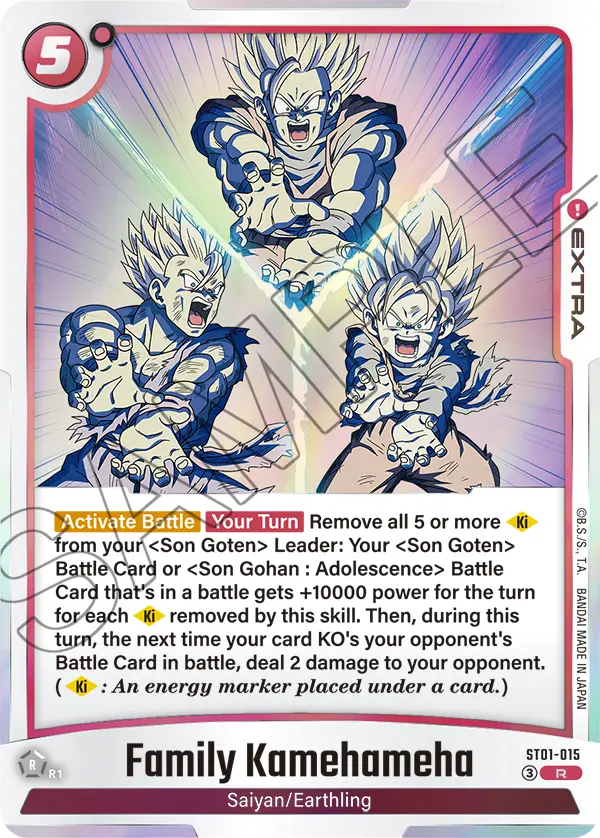 5
! EXTRA
SAMPLE
Activate Battle Your Turn Remove all 5 or more Ki
from your <Son Goten> Leader: Your <Son Goten>
Battle Card or <Son Gohan : Adolescence> Battle
Card that's in a battle gets +10000 power for the turn
for each Ki removed by this skill. Then, during this
turn, the next time your card KO's your opponent's
Battle Card in battle, deal 2 damage to your opponent.
( Ki : An energy marker placed under a card.)
©B.S./S., T.A. BANDAI MADE IN JAPAN
R R1
Family Kamehameha
ST01-015
3 R
Saiyan/Earthling